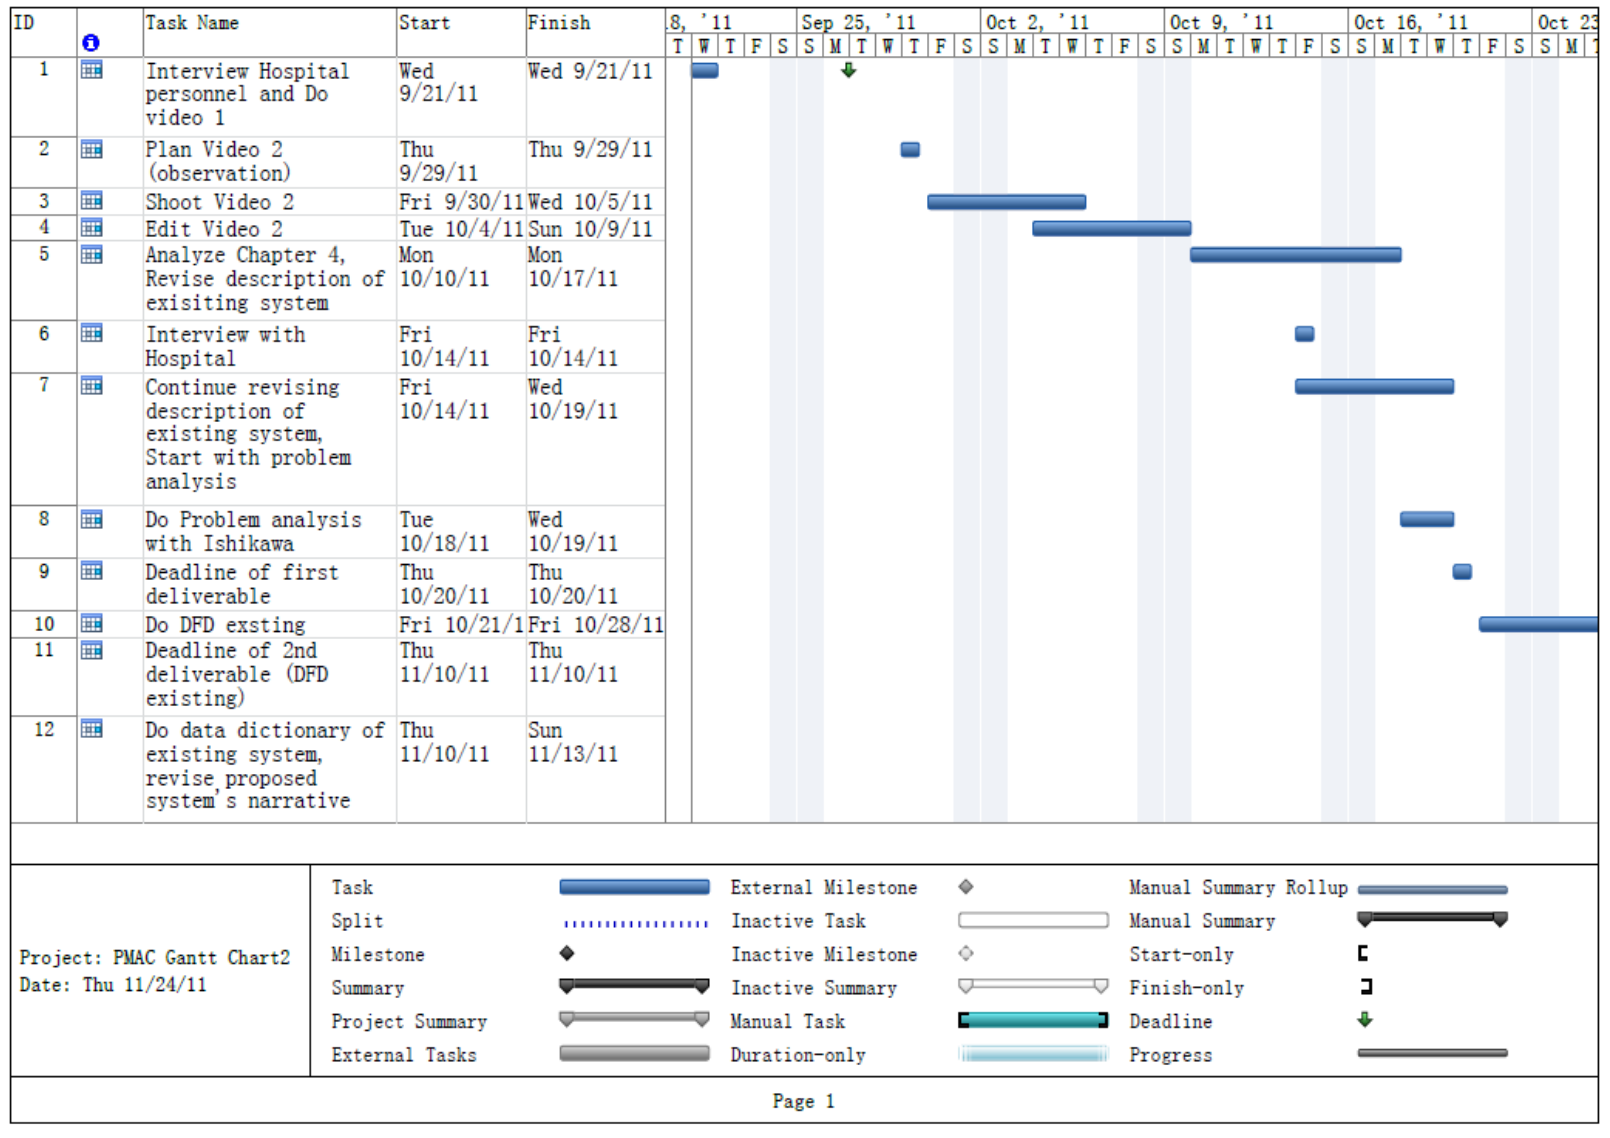 ID Task Name Start Finish 8, '11 Sep 25, '11 Oct 2, '11 Oct 9, '11 Oct 16, '11 Oct 23
T W T F S S M T W T F S S M T W T F S S M T W T F S S M T W T F S S M T
1 Interview Hospital Wed Wed 9/21/11
personnel and Do 9/21/11
video 1
2 Plan Video 2 Thu Thu 9/29/11
(observation) 9/29/11
3 Shoot Video 2 Fri 9/30/11 Wed 10/5/11
4 Edit Video 2 Tue 10/4/11 Sun 10/9/11
5 Analyze Chapter 4, Mon Mon
Revise description of 10/10/11 10/17/11
exisiting system
6 Interview with Fri Fri
Hospital 10/14/11 10/14/11
7 Continue revising Fri Wed
description of 10/14/11 10/19/11
existing system,
Start with problem
analysis
8 Do Problem analysis Tue Wed
with Ishikawa 10/18/11 10/19/11
9 Deadline of first Thu Thu
deliverable 10/20/11 10/20/11
10 Do DFD exsting Fri 10/21/1 Fri 10/28/11
11 Deadline of 2nd Thu Thu
deliverable (DFD 11/10/11 11/10/11
existing)
12 Do data dictionary of Thu Sun
existing system, 11/10/11 11/13/11
revise proposed
system's narrative
Project: PMAC Gantt Chart2
Date: Thu 11/24/11
Task External Milestone Manual Summary Rollup
Split Inactive Task Manual Summary
Milestone Inactive Milestone Start-only
Summary Inactive Summary Finish-only
Project Summary Manual Task Deadline
External Tasks Duration-only Progress
Page 1